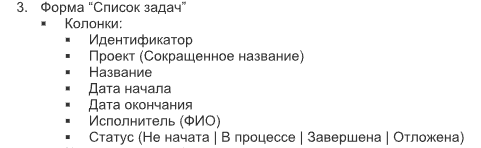 3. Форма “Список задач”
▪ Колонки:
▪ Идентификатор
▪ Проект (Сокращенное название)
▪ Название
▪ Дата начала
▪ Дата окончания
▪ Исполнитель (ФИО)
▪ Статус (Не начата | В процессе | Завершена | Отложена)